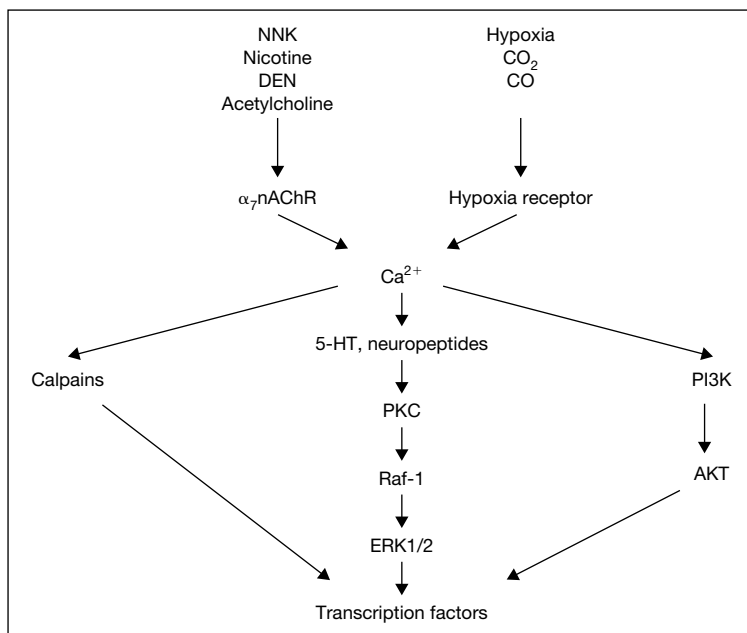 NNK
Nicotine
DEN
Acetylcholine
Hypoxia
CO₂
CO
α₇nAChR
Hypoxia receptor
Ca²⁺
5-HT, neuropeptides
Calpains
PI3K
PKC
Raf-1
AKT
ERK1/2
Transcription factors